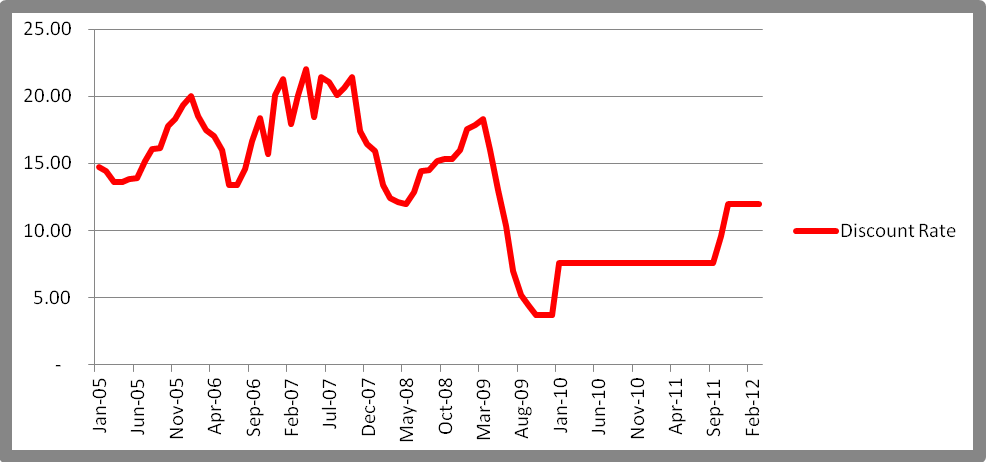 25.00
20.00
15.00
10.00
5.00
-
Jan-05
Jun-05
Nov-05
Apr-06
Sep-06
Feb-07
Jul-07
Dec-07
May-08
Oct-08
Mar-09
Aug-09
Jan-10
Jun-10
Nov-10
Apr-11
Sep-11
Feb-12
Discount Rate